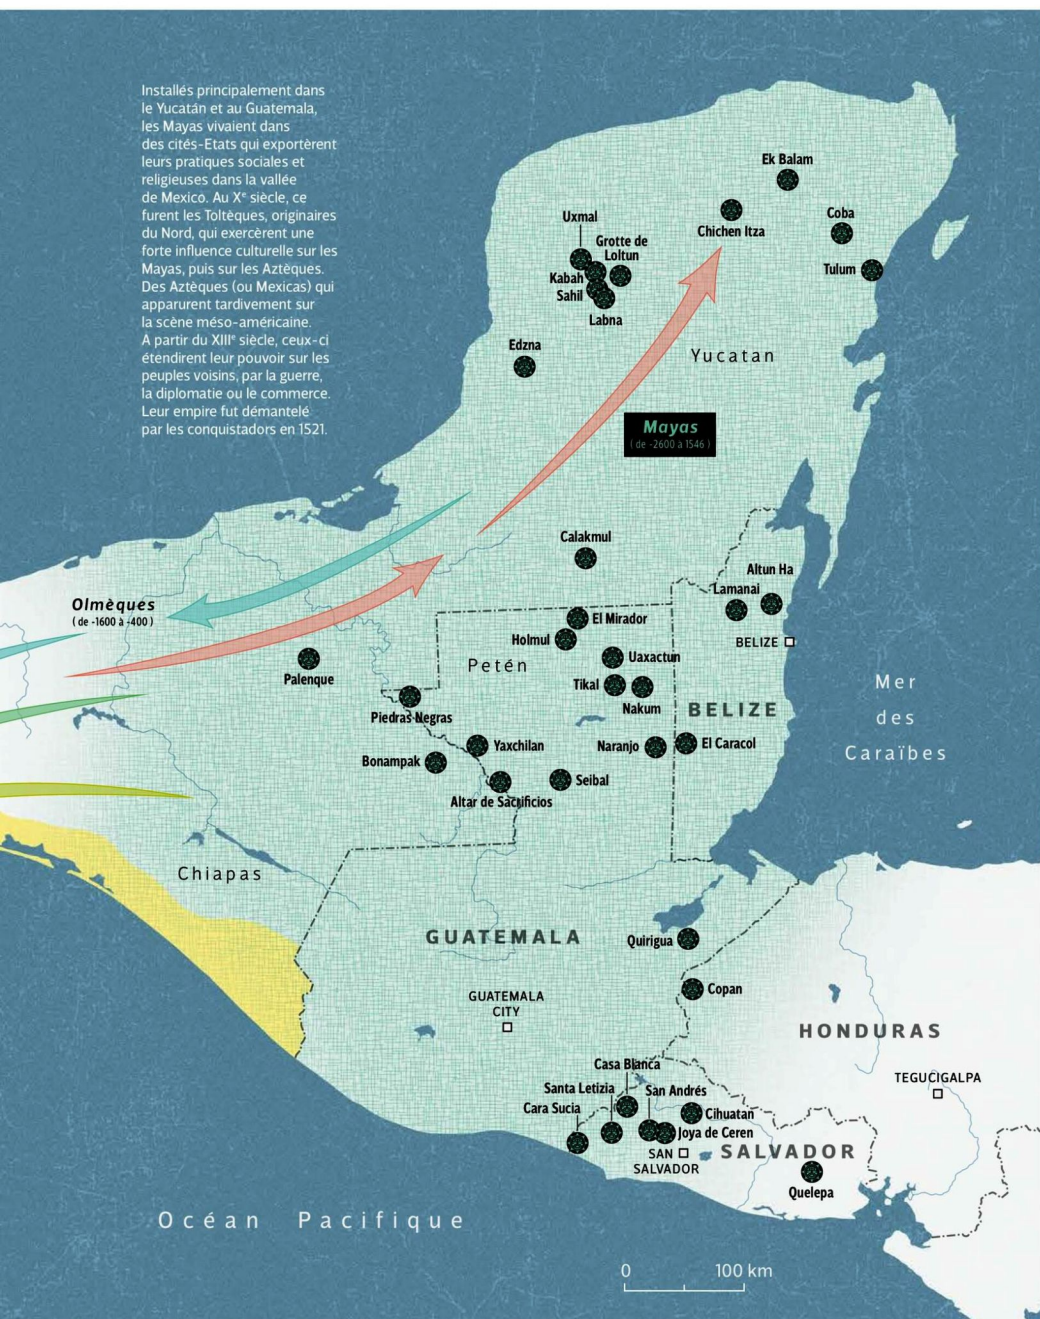 Installés principalement dans
le Yucatán et au Guatemala,
les Mayas vivaient dans
des cités-Etats qui exportèrent
leurs pratiques sociales et
religieuses dans la vallée
de Mexico. Au Xe siècle, ce
furent les Toltèques, originaires
du Nord, qui exercèrent une
forte influence culturelle sur les
Mayas, puis sur les Aztèques.
Des Aztèques (ou Mexicas) qui
apparurent tardivement sur
la scène méso-américaine.
À partir du XIIIe siècle, ceux-ci
étendirent leur pouvoir sur les
peuples voisins, par la guerre,
la diplomatie ou le commerce.
Leur empire fut démantelé
par les conquistadors en 1521.
Ek Balam
Chichen Itza
Coba
Tulum
Uxmal
Grotte de
Loltun
Kabah
Sahil
Labna
Edzna
Yucatan
Mayas
(de -2600 à 1546)
Calakmul
Altun Ha
Lamanai
Olmèques
(de -1600 à -400)
El Mirador
Holmul
BELIZE
Uaxactun
Petén
Palenque
Tikal
Nakum
Mer
des
Caraïbes
Piedras Negras
BELIZE
Yaxchilan
Naranjo
El Caracol
Bonampak
Seibal
Altar de Sacrificios
Chiapas
GUATEMALA
Quirigua
Copan
GUATEMALA
CITY
HONDURAS
TEGUCIGALPA
Casa Blanca
Santa Letizia
San Andrés
Cara Sucia
Cihuatan
Joya de Ceren
SAN
SALVADOR
SALVADOR
Quelepa
Océan Pacifique
0 100 km